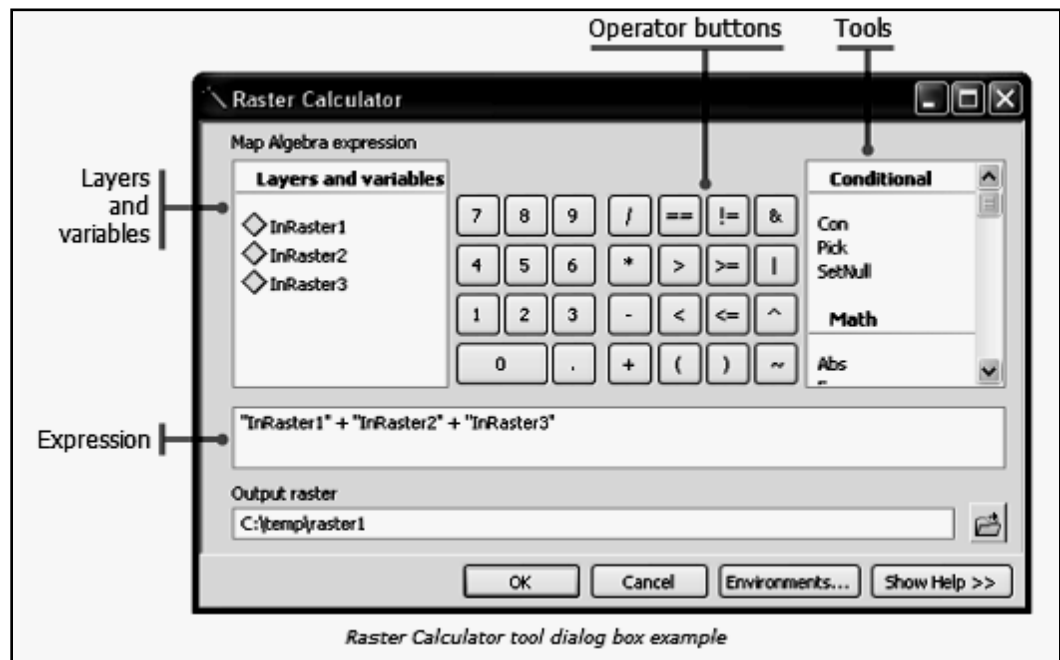 Operator buttons Tools
Raster Calculator
Map Algebra expression
Layers and variables
Layers and variables
InRaster1
InRaster2
InRaster3
7 8 9 / == != &
4 5 6 * > >= |
1 2 3 - < <= ^
0 . + ( ) ~
Conditional
Con
Pick
SetNull
Math
Abs
Expression
"InRaster1" + "InRaster2" + "InRaster3"
Output raster
C:\temp\raster1
OK Cancel Environments... Show Help >>
Raster Calculator tool dialog box example